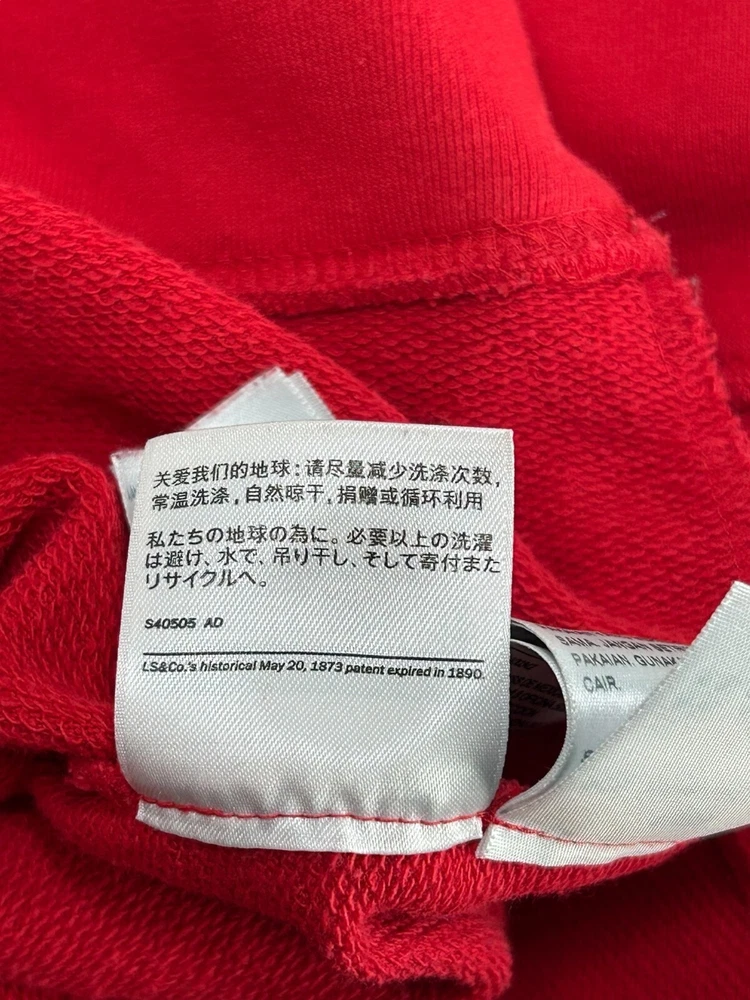 关爱我们的地球：请尽量减少洗涤次数，
常温洗涤，自然晾干，捐赠或循环利用
私たちの地球の為に。必要以上の洗濯
は避け、水で、吊り干し、そして寄付また
リサイクルへ。
S40505 AD
LS&Co.'s historical May 20, 1873 patent expired in 1890.
PAKAIAN.
CAIR.